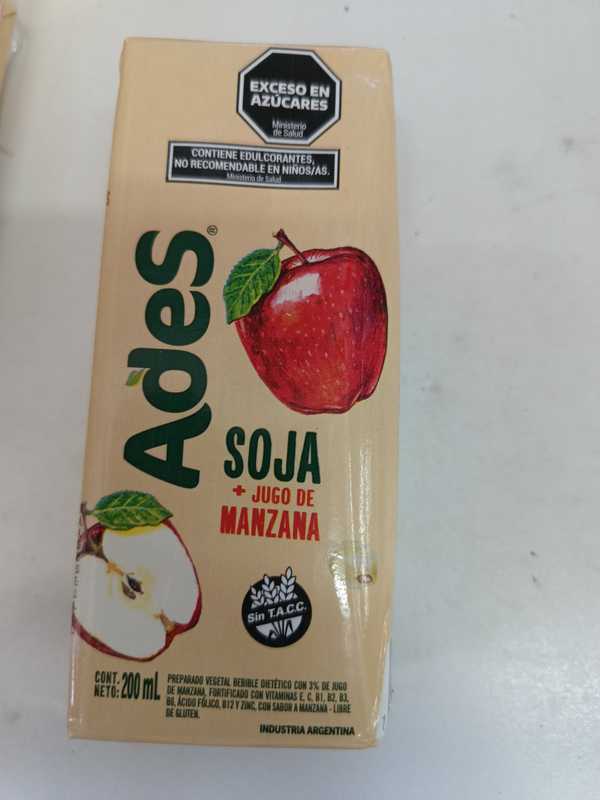 EXCESO EN
AZÚCARES
Ministerio
de Salud
CONTIENE EDULCORANTES,
NO RECOMENDABLE EN NIÑOS/AS.
Ministerio de Salud
AdeS®
SOJA
+ JUGO DE
MANZANA
Sin T.A.C.C.
CONT.
NETO: 200 mL
PREPARADO VEGETAL BEBIBLE DIETÉTICO CON 3% DE JUGO
DE MANZANA, FORTIFICADO CON VITAMINAS E, C, B1, B2, B3,
B6, ÁCIDO FÓLICO, B12 Y ZINC, CON SABOR A MANZANA - LIBRE
DE GLUTEN.
INDUSTRIA ARGENTINA